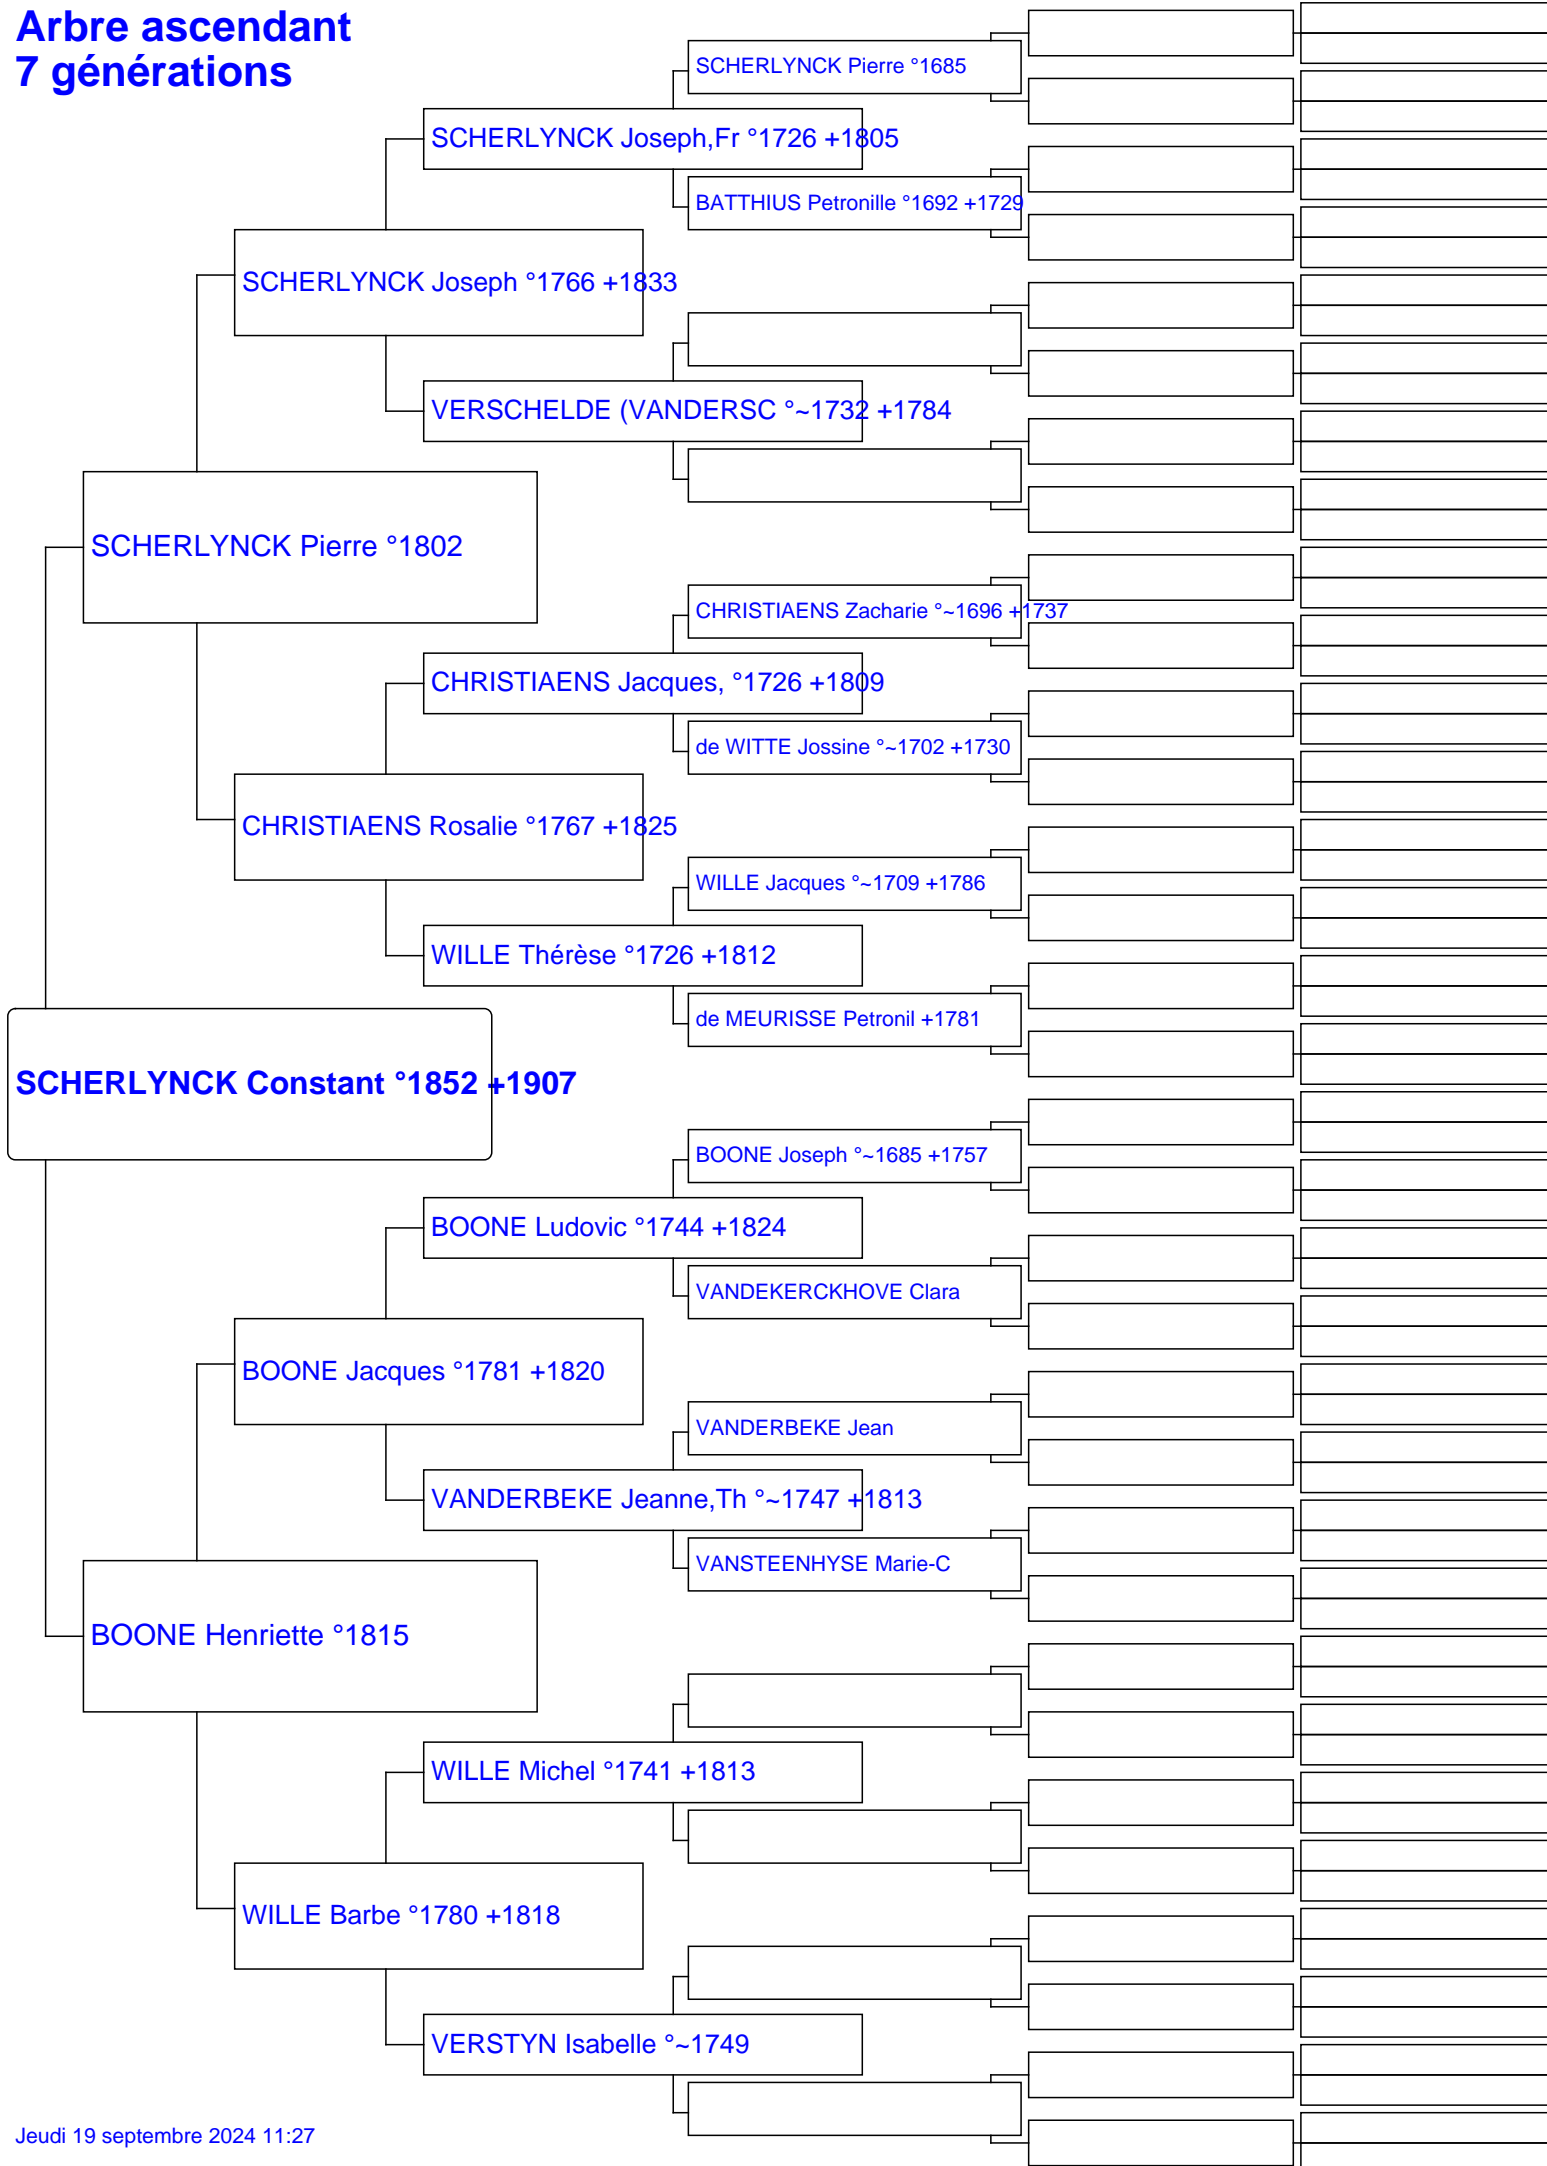 Arbre ascendant
7 générations
SCHERLYNCK Pierre °1685
SCHERLYNCK Joseph,Fr °1726 +1805
BATTHIUS Petronille °1692 +1729
SCHERLYNCK Joseph °1766 +1833
VERSCHELDE (VANDERSC °~1732 +1784
SCHERLYNCK Pierre °1802
CHRISTIAENS Zacharie °~1696 +1737
CHRISTIAENS Jacques, °1726 +1809
de WITTE Jossine °~1702 +1730
CHRISTIAENS Rosalie °1767 +1825
WILLE Jacques °~1709 +1786
WILLE Thérèse °1726 +1812
de MEURISSE Petronil +1781
SCHERLYNCK Constant °1852 +1907
BOONE Joseph °~1685 +1757
BOONE Ludovic °1744 +1824
VANDEKERCKHOVE Clara
BOONE Jacques °1781 +1820
VANDERBEKE Jean
VANDERBEKE Jeanne,Th °~1747 +1813
VANSTEENHYSE Marie-C
BOONE Henriette °1815
WILLE Michel °1741 +1813
WILLE Barbe °1780 +1818
VERSTYN Isabelle °~1749
Jeudi 19 septembre 2024 11:27